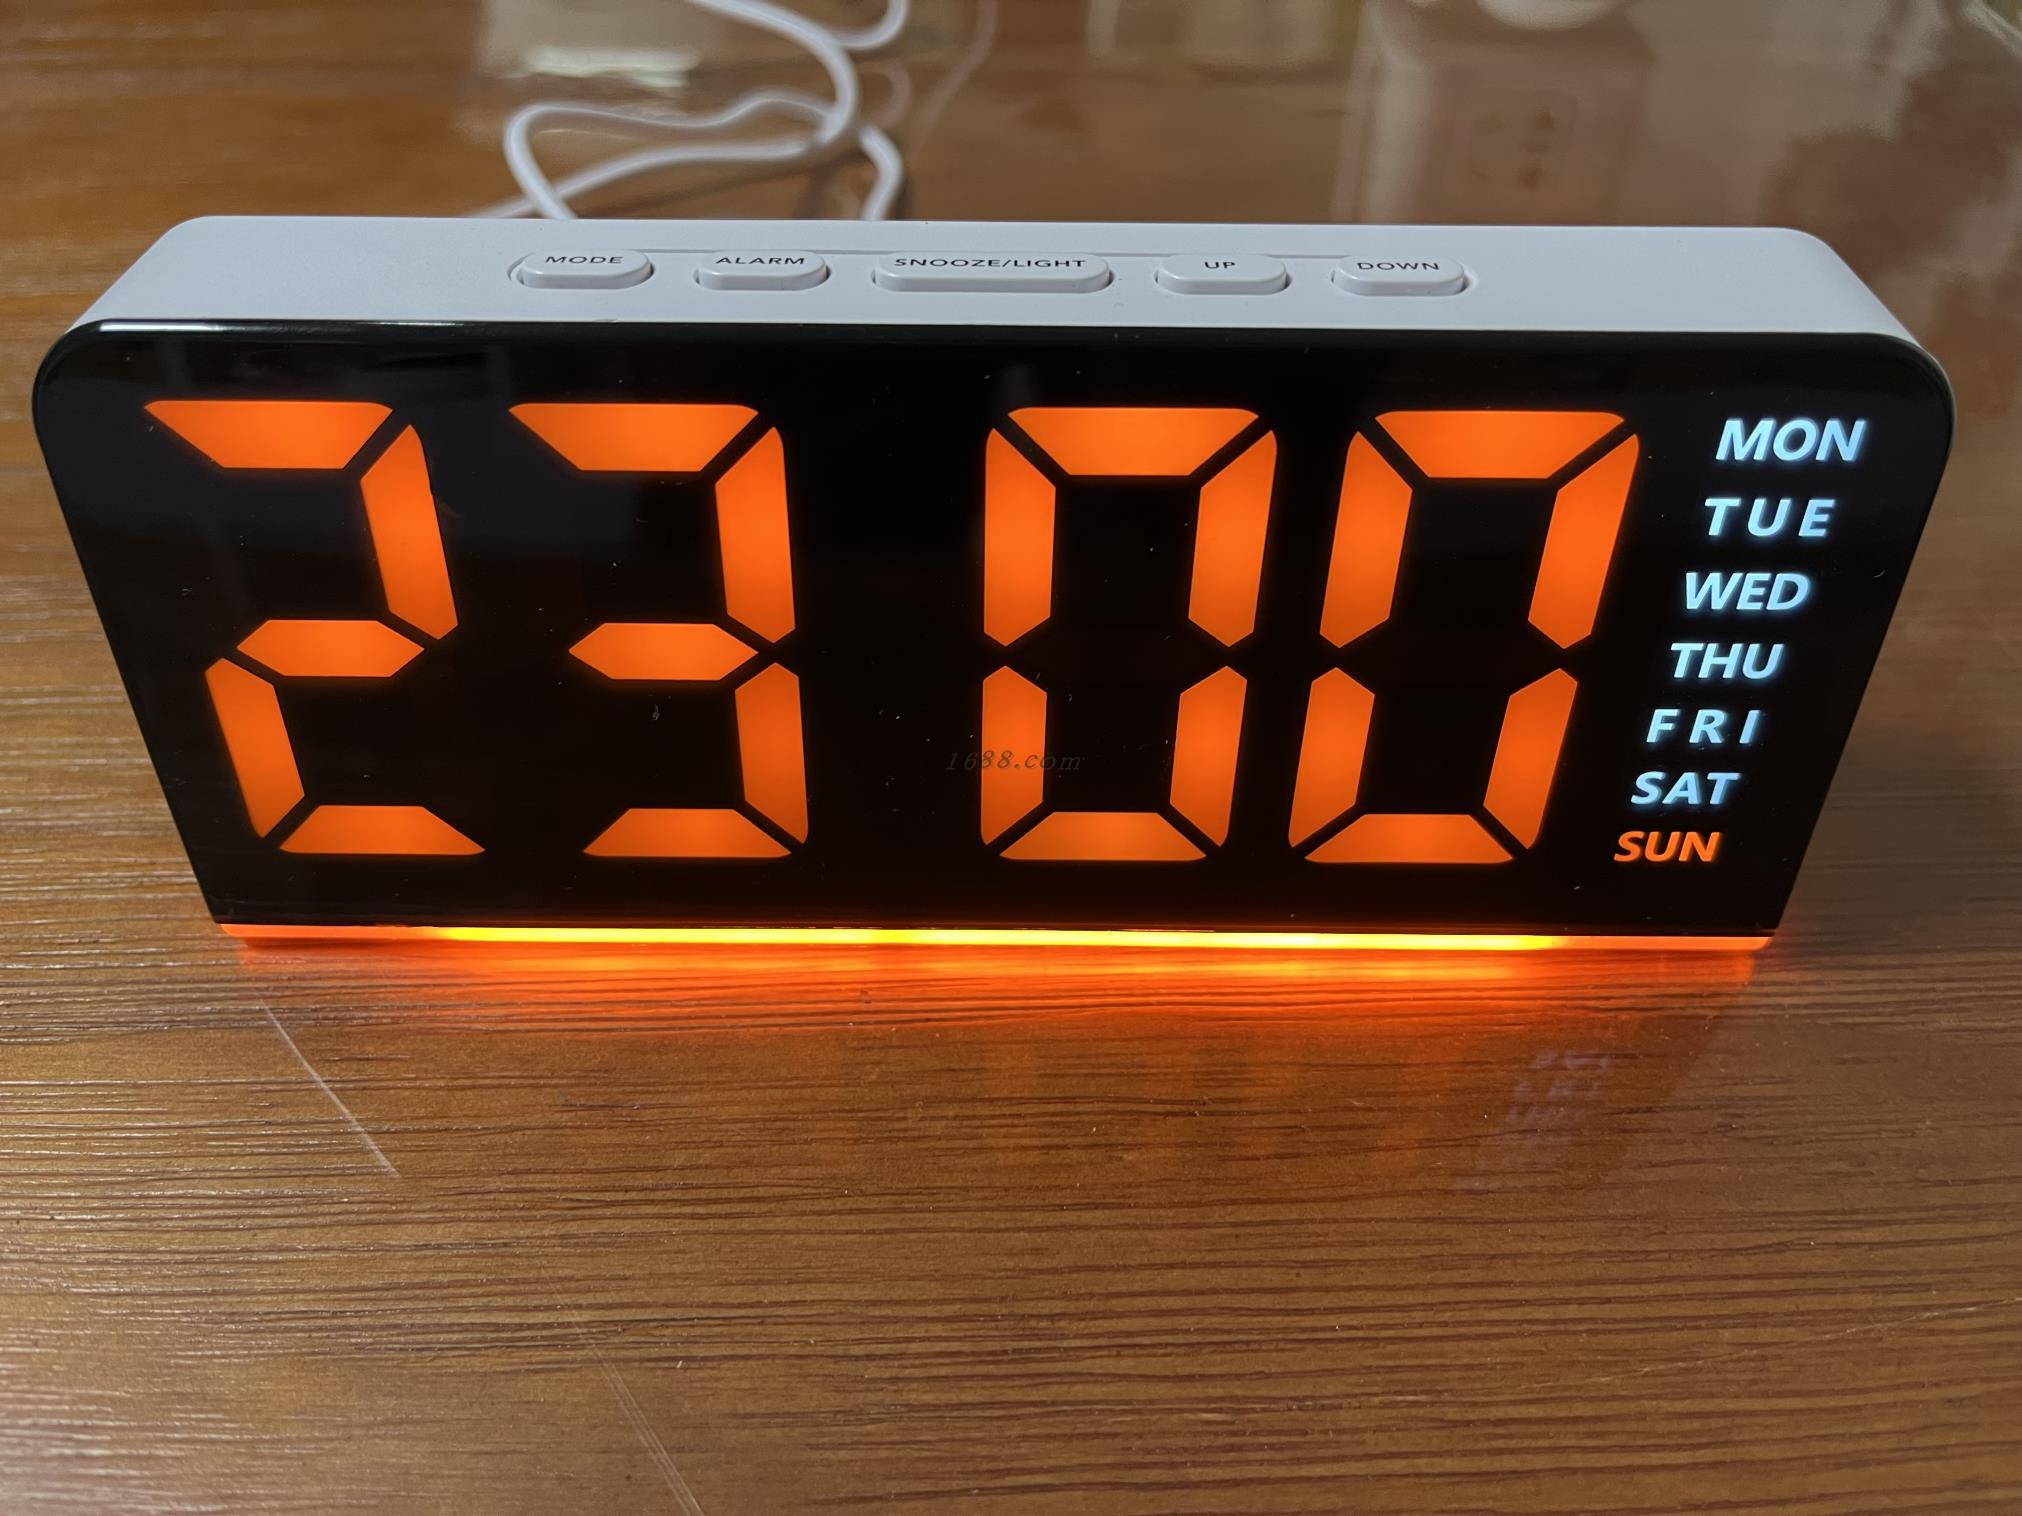 MODE ALARM SNOOZE/LIGHT UP DOWN
23 00
MON
TUE
WED
THU
FRI
SAT
SUN
1688.com